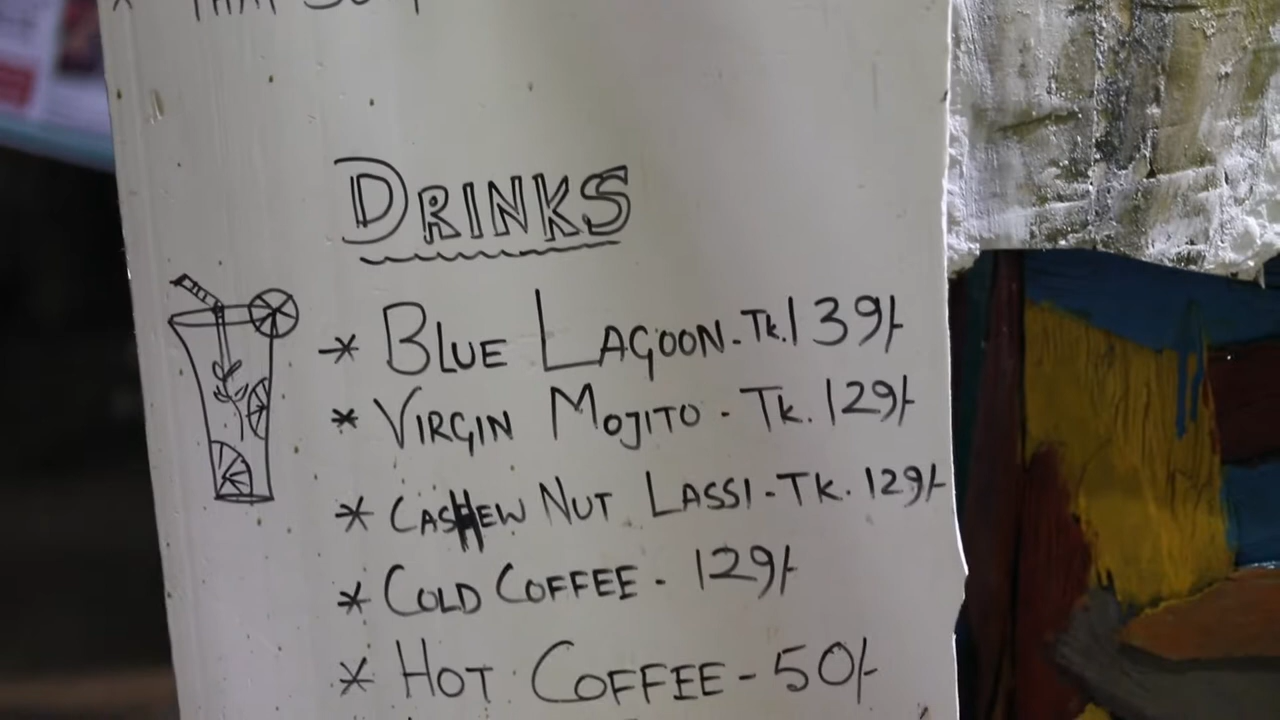 DRINKS
* BLUE LAGOON - Tk. 139/-
* VIRGIN MOJITO - TK. 129/-
* CASHEW NUT LASSI - TK. 129/-
* COLD COFFEE - 129/-
* HOT COFFEE - 50/-